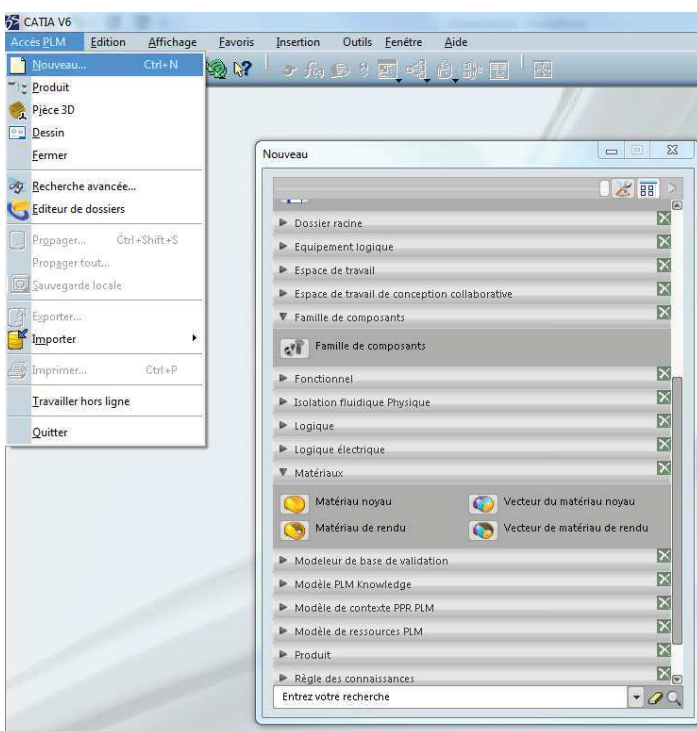 CATIA V6
Accès PLM Edition Affichage Favoris Insertion Outils Fenêtre Aide
Nouveau... Ctrl+N
Produit
Pièce 3D
Dessin
Fermer
Recherche avancée...
Editeur de dossiers
Propager... Ctrl+Shift+S
Propager tout...
Sauvegarde locale
Exporter...
Importer
Imprimer... Ctrl+P
Travailler hors ligne
Quitter
Nouveau
Dossier racine
Equipement logique
Espace de travail
Espace de travail de conception collaborative
Famille de composants
Famille de composants
Fonctionnel
Isolation fluidique Physique
Logique
Logique électrique
Matériaux
Matériau noyau Vecteur du matériau noyau
Matériau de rendu Vecteur de matériau de rendu
Modeleur de base de validation
Modèle PLM Knowledge
Modèle de contexte PPR PLM
Modèle de ressources PLM
Produit
Règle des connaissances
Entrez votre recherche